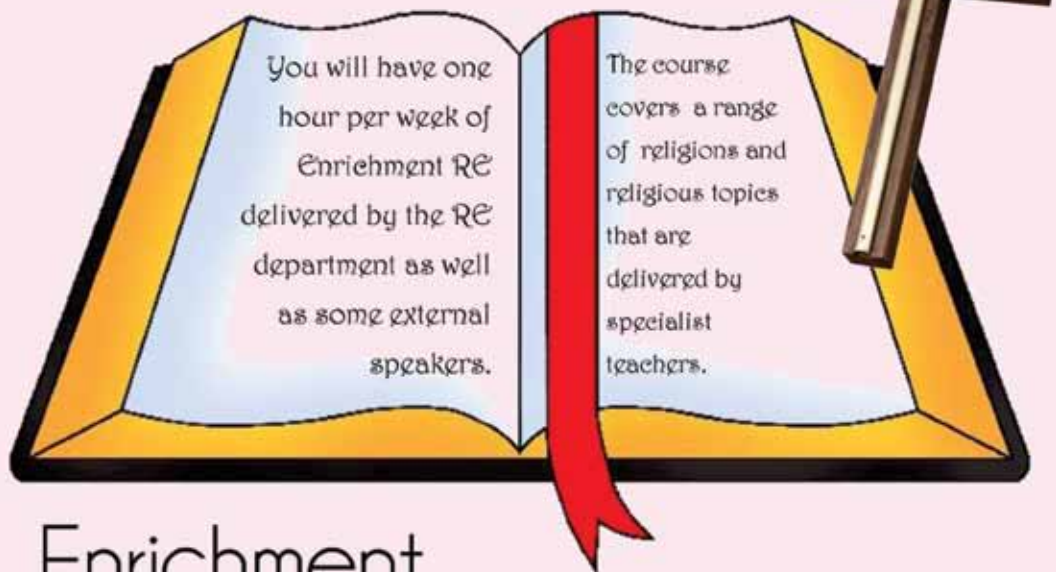 You will have one
hour per week of
Enrichment RE
delivered by the RE
department as well
as some external
speakers.
The course
covers a range
of religions and
religious topics
that are
delivered by
specialist
teachers.
Enrichment